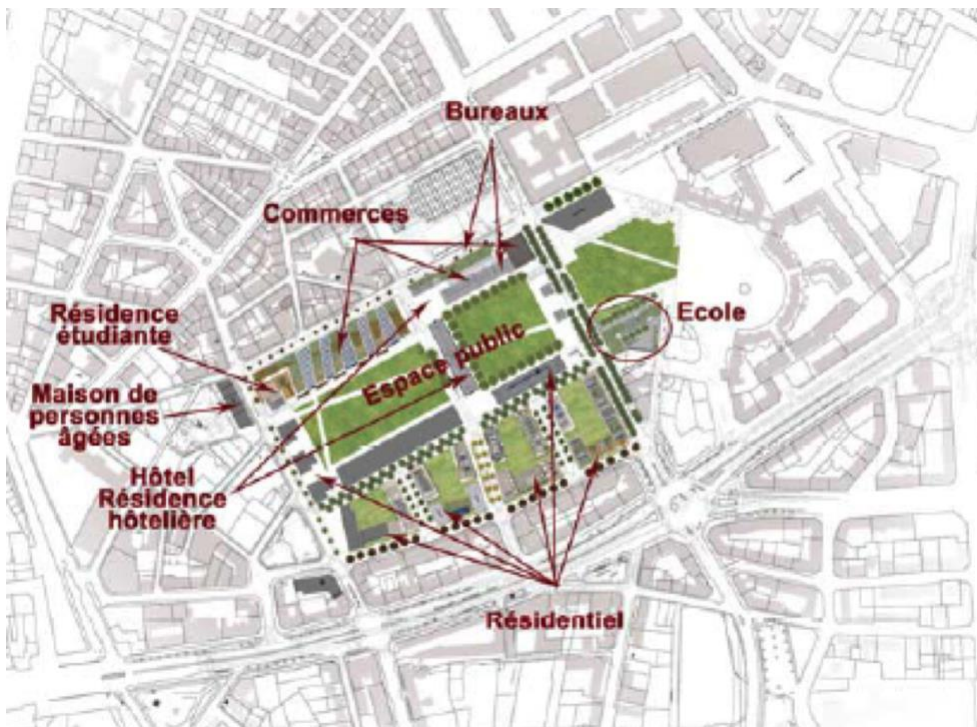 Bureaux
Commerces
Résidence
étudiante
Ecole
Espace public
Maison de
personnes
âgées
Hôtel
Résidence
hôtelière
Résidentiel